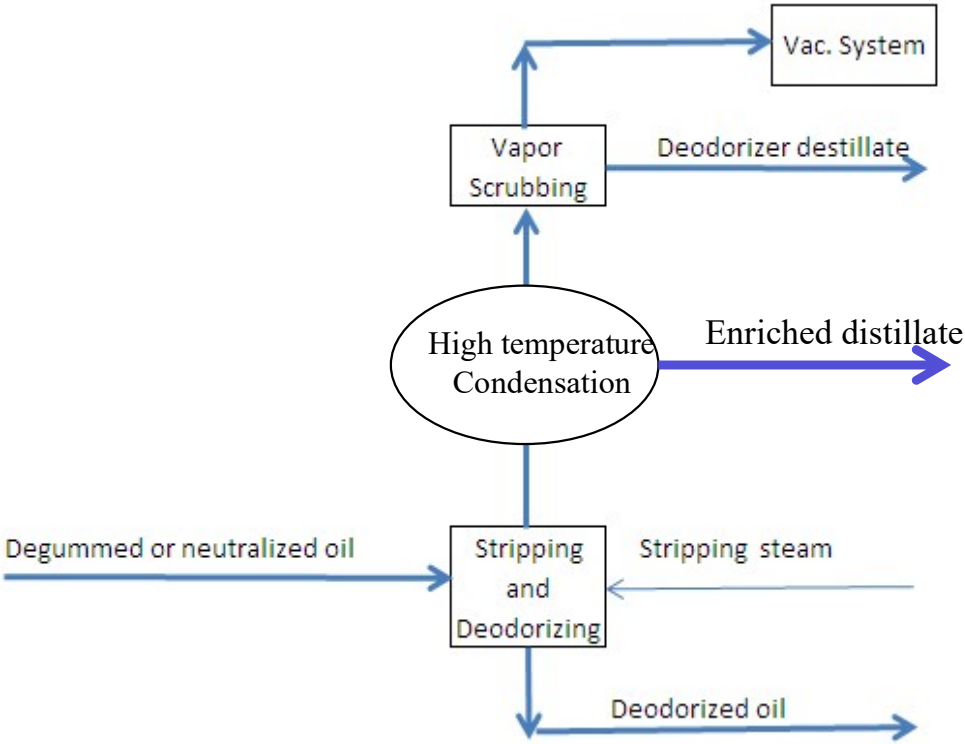 Vac. System
Vapor
Scrubbing
Deodorizer destillate
High temperature
Condensation
Enriched distillate
Degummed or neutralized oil
Stripping
and
Deodorizing
Stripping steam
Deodorized oil